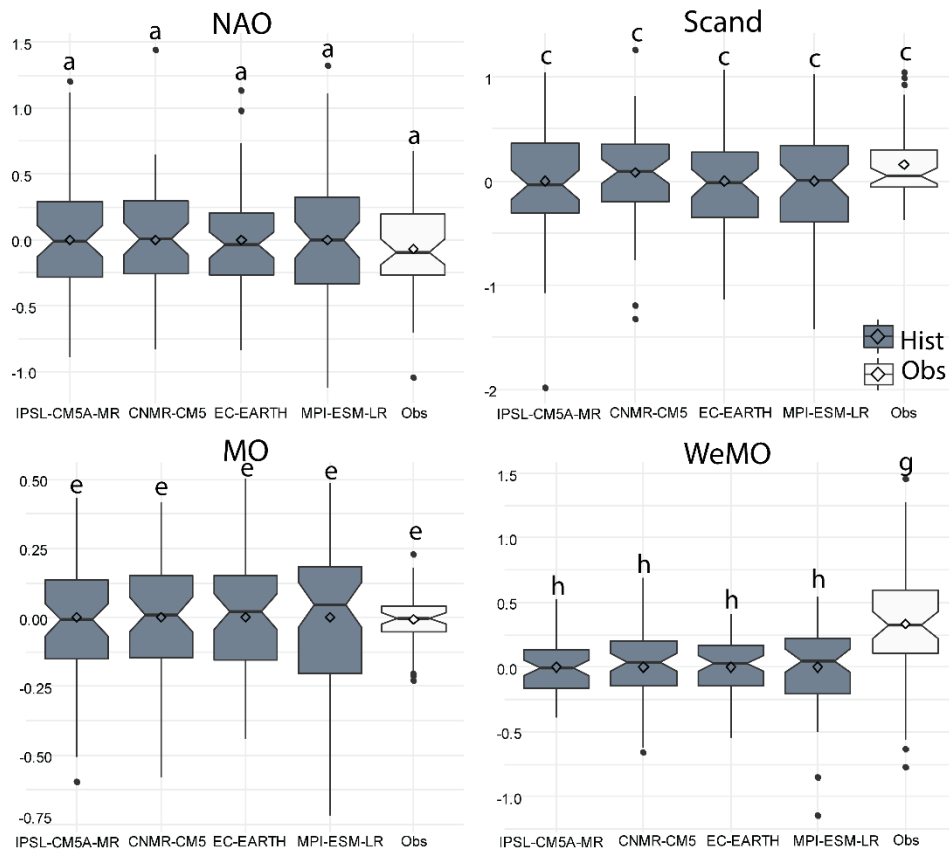 NAO
1.5
1.0
0.5
0.0
-0.5
-1.0
a a a a a
IPSL-CM5A-MR CNMR-CM5 EC-EARTH MPI-ESM-LR Obs
Scand
1
0
-1
-2
c c c c c
Hist
Obs
IPSL-CM5A-MR CNMR-CM5 EC-EARTH MPI-ESM-LR Obs
MO
0.50
0.25
0.00
-0.25
-0.50
-0.75
e e e e e
IPSL-CM5A-MR CNMR-CM5 EC-EARTH MPI-ESM-LR Obs
WeMO
1.5
1.0
0.5
0.0
-0.5
-1.0
h h h h g
IPSL-CM5A-MR CNMR-CM5 EC-EARTH MPI-ESM-LR Obs